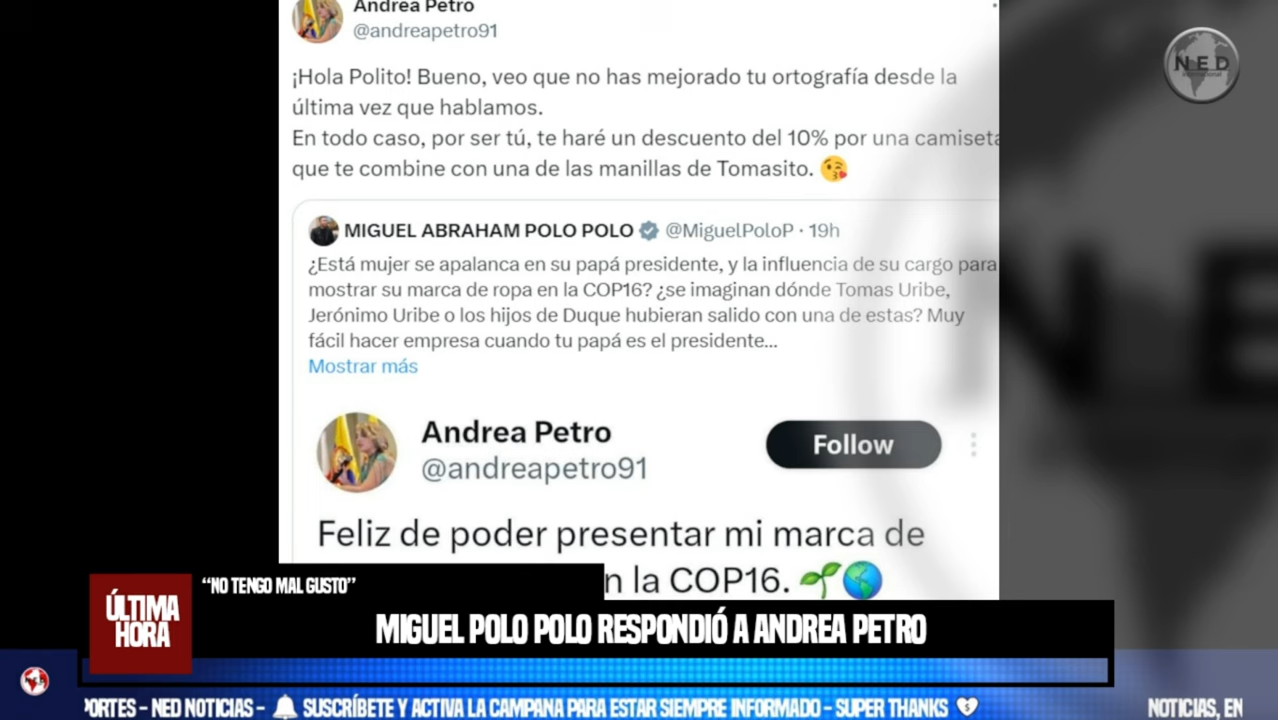 Andrea Petro
@andreapetro91
NED
International
¡Hola Polito! Bueno, veo que no has mejorado tu ortografía desde la
última vez que hablamos.
En todo caso, por ser tú, te haré un descuento del 10% por una camiseta
que te combine con una de las manillas de Tomasito. 😘
MIGUEL ABRAHAM POLO POLO @MiguelPoloP · 19h
¿Está mujer se apalanca en su papá presidente, y la influencia de su cargo para
mostrar su marca de ropa en la COP16? ¿se imaginan dónde Tomas Uribe,
Jerónimo Uribe o los hijos de Duque hubieran salido con una de estas? Muy
fácil hacer empresa cuando tu papá es el presidente...
Mostrar más
Andrea Petro
@andreapetro91
Follow
Feliz de poder presentar mi marca de
n la COP16. 🌱🌎
NE
"NO TENGO MAL GUSTO"
ÚLTIMA
HORA
MIGUEL POLO POLO RESPONDIÓ A ANDREA PETRO
PORTES - NED NOTICIAS - 🔔 SUSCRÍBETE Y ACTIVA LA CAMPANA PARA ESTAR SIEMPRE INFORMADO - SUPER THANKS NOTICIAS, EN